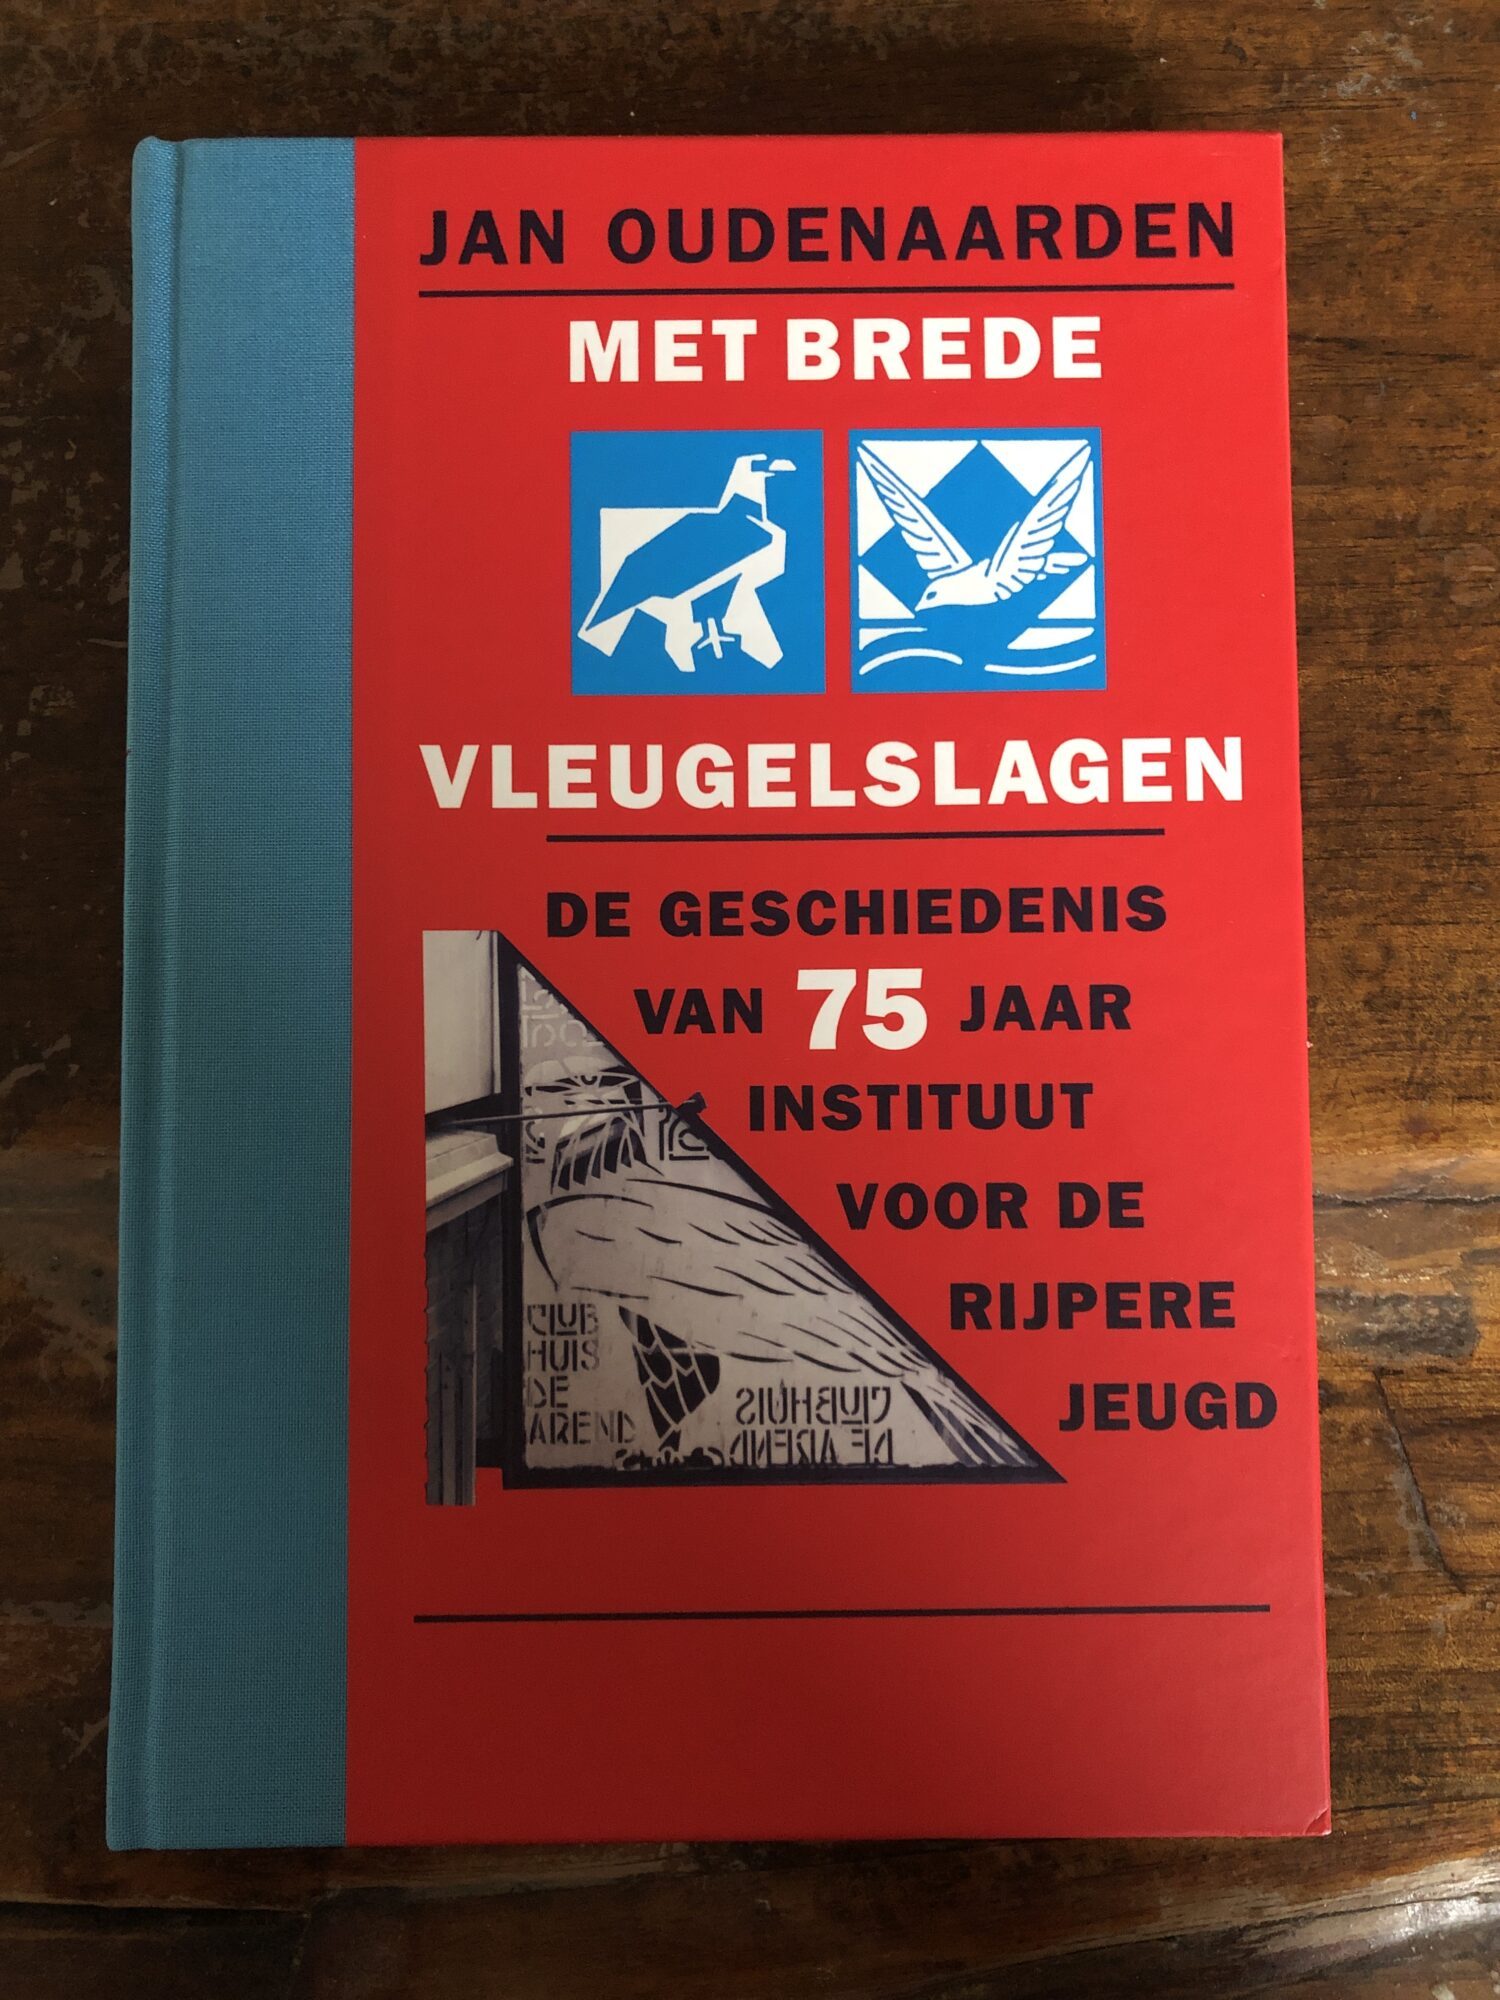 JAN OUDENAARDEN
MET BREDE
VLEUGELSLAGEN
DE GESCHIEDENIS
VAN 75 JAAR
INSTITUUT
VOOR DE
RIJPERE
JEUGD
CLUB
HUIS
DE
AREND
CLUBHUIS
DE AREND